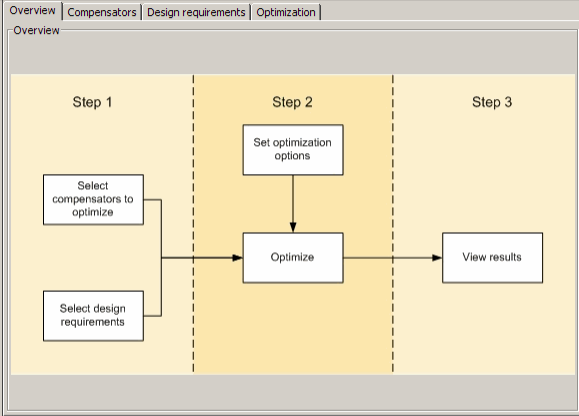 Overview Compensators Design requirements Optimization
Overview
Step 1 Step 2 Step 3
Set optimization
options
Select
compensators to
optimize
Optimize
View results
Select design
requirements